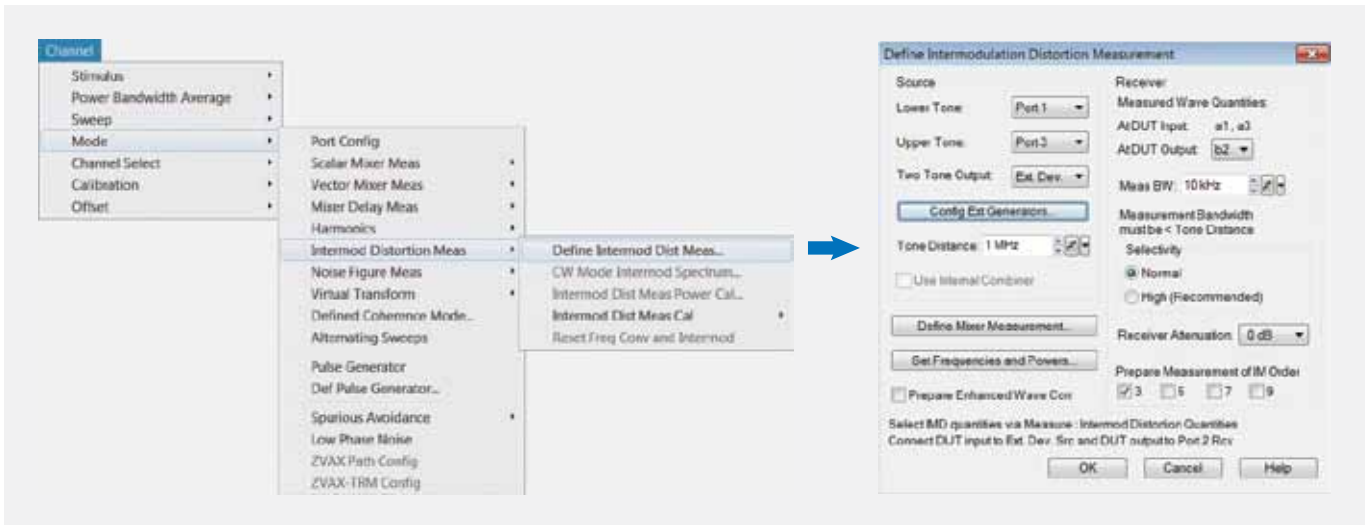 Channel
Stimulus
Power Bandwidth Average
Sweep
Mode
Channel Select
Calibration
Offset
Port Config
Scalar Mixer Meas
Vector Mixer Meas
Mixer Delay Meas
Harmonics
Intermod Distortion Meas
Noise Figure Meas
Virtual Transform
Defined Coherence Mode...
Alternating Sweeps
Pulse Generator
Def Pulse Generator...
Spurious Avoidance
Low Phase Noise
ZVAX Path Config
ZVAX-TRM Config
Define Intermod Dist Meas...
CW Mode Intermod Spectrum...
Intermod Dist Meas Power Cal...
Intermod Dist Meas Cal
Reset Freq Conv and Intermod
Define Intermodulation Distortion Measurement
Source
Lower Tone: Port 1
Upper Tone: Port 3
Two Tone Output: Ext. Dev.
Config Ext Generators...
Tone Distance: 1 MHz
Use Internal Combiner
Define Mixer Measurement...
Set Frequencies and Powers...
Prepare Enhanced Wave Corr
Receiver
Measured Wave Quantities:
At DUT Input: a1, a3
At DUT Output: b2
Meas BW: 10 kHz
Measurement Bandwidth
must be < Tone Distance
Selectivity
Normal
High (Recommended)
Receiver Attenuation: 0 dB
Prepare Measurement of IM Order
3 5 7 9
Select IMD quantities via Measure : Intermod Distortion Quantities
Connect DUT input to Ext. Dev. Src and DUT output to Port 2 Rcv
OK Cancel Help